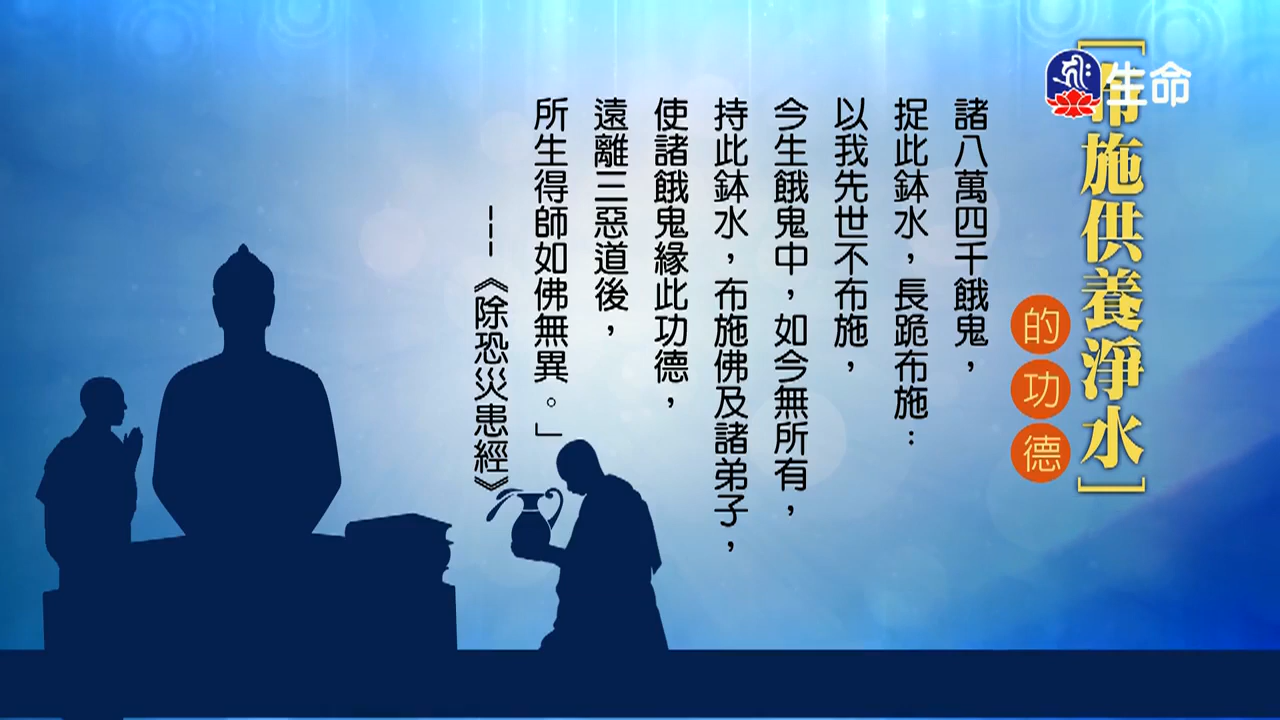 生命
「布施供養淨水」
的功德
諸八萬四千餓鬼，
捉此鉢水，長跪布施：
以我先世不布施，
今生餓鬼中，如今無所有，
持此鉢水，布施佛及諸弟子，
使諸餓鬼緣此功德，
遠離三惡道後，
所生得師如佛無異。」
---《除恐災患經》